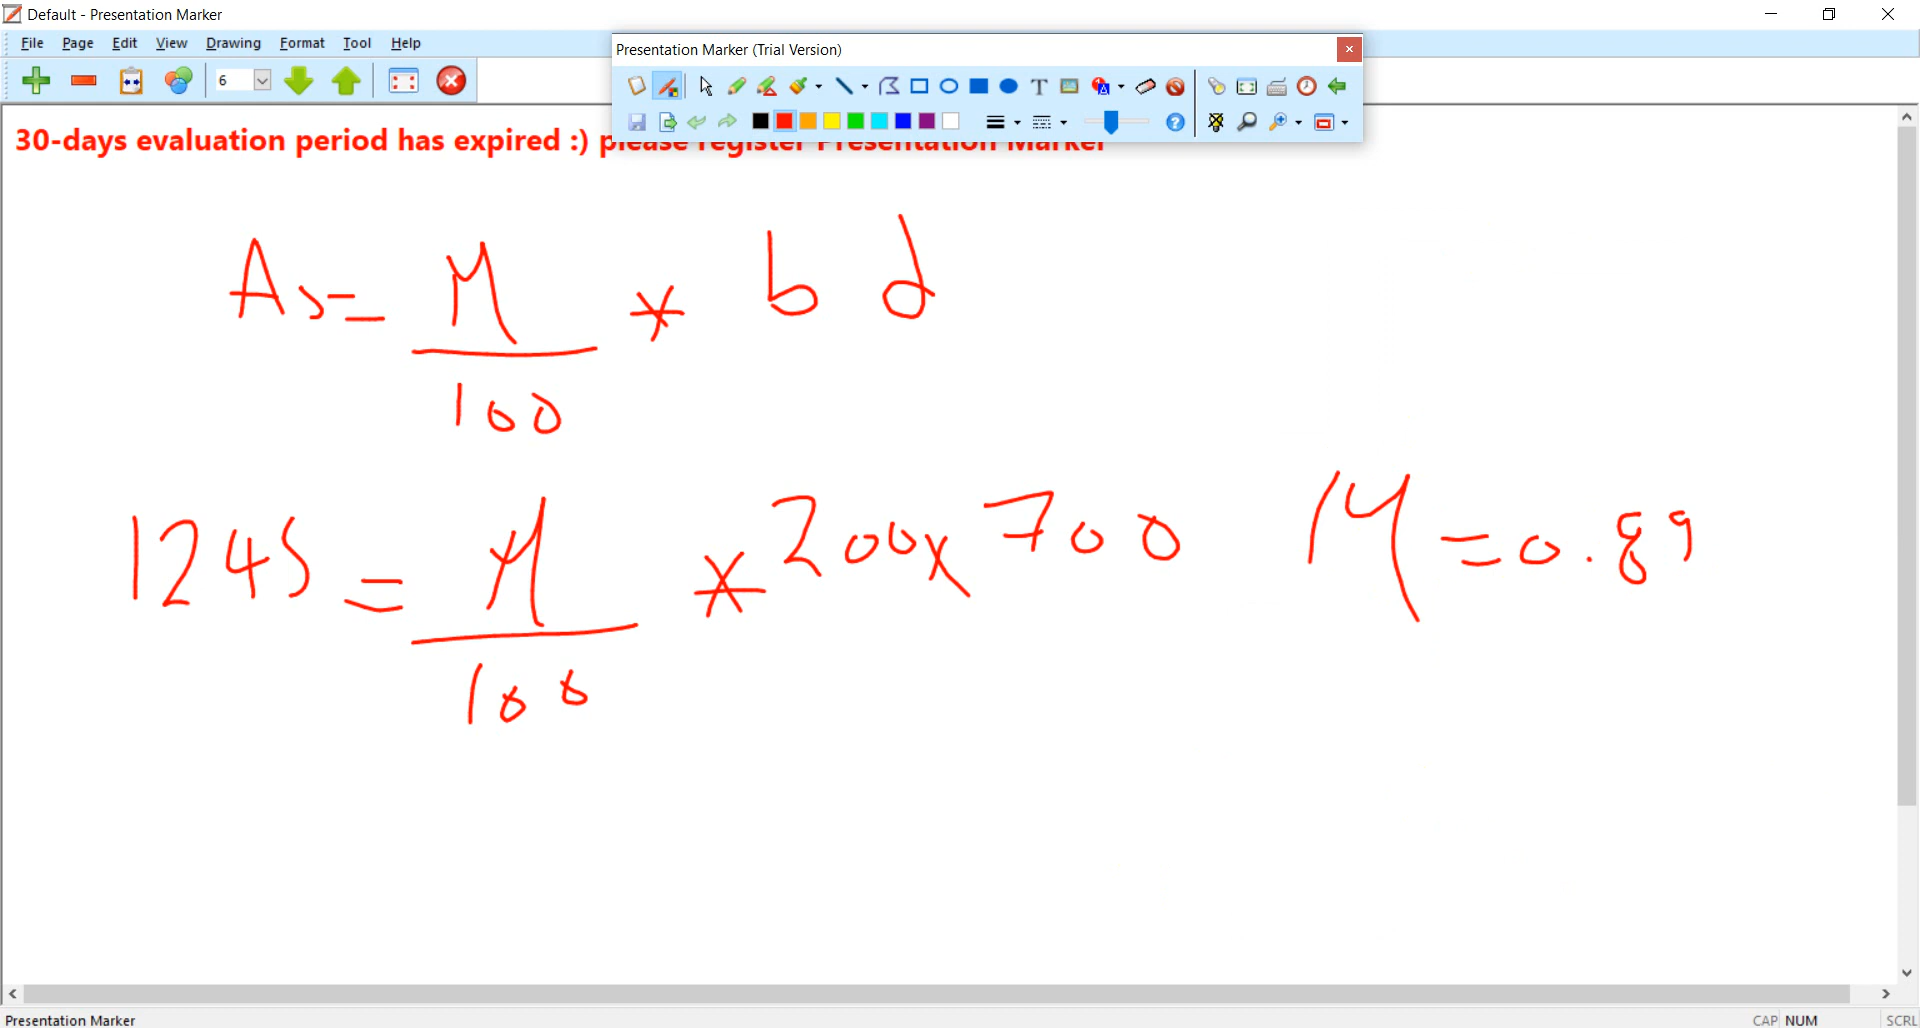 Default - Presentation Marker
File Page Edit View Drawing Format Tool Help
Presentation Marker (Trial Version)
6
30-days evaluation period has expired :) please register Presentation Marker
As = μ/100 * b d
1245 = μ/100 * 200x700 μ = 0.89
Presentation Marker
CAP NUM SCRL